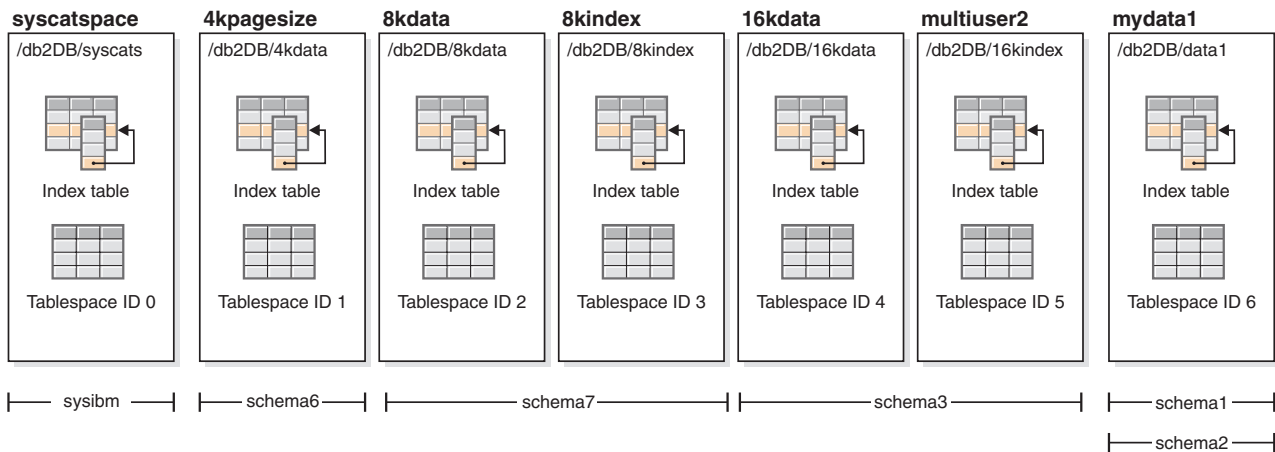 syscatspace
4kpagesize
8kdata
8kindex
16kdata
multiuser2
mydata1
/db2DB/syscats
/db2DB/4kdata
/db2DB/8kdata
/db2DB/8kindex
/db2DB/16kdata
/db2DB/16kindex
/db2DB/data1
Index table
Index table
Index table
Index table
Index table
Index table
Index table
Tablespace ID 0
Tablespace ID 1
Tablespace ID 2
Tablespace ID 3
Tablespace ID 4
Tablespace ID 5
Tablespace ID 6
sysibm
schema6
schema7
schema3
schema1
schema2